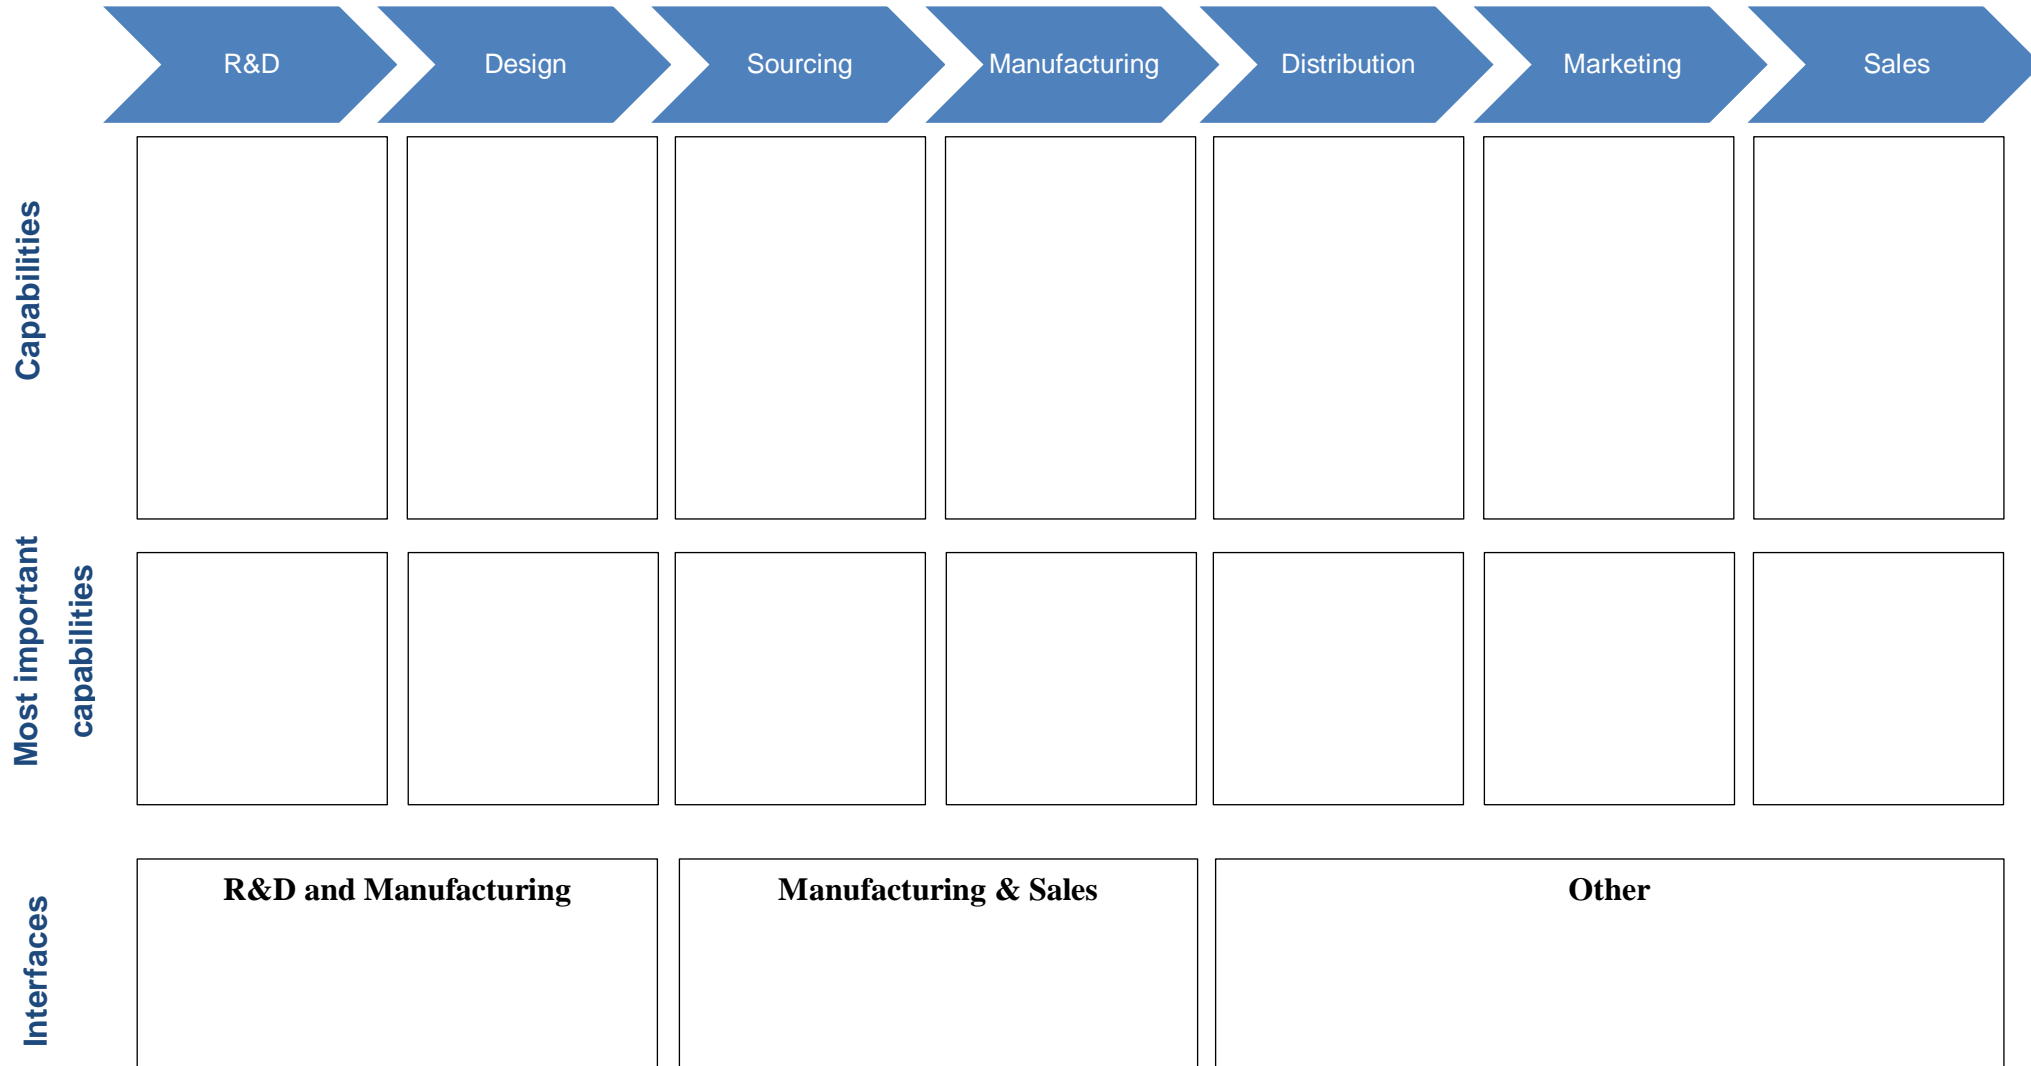 R&D
Design
Sourcing
Manufacturing
Distribution
Marketing
Sales
Capabilities
Most important
capabilities
Interfaces
R&D and Manufacturing
Manufacturing & Sales
Other